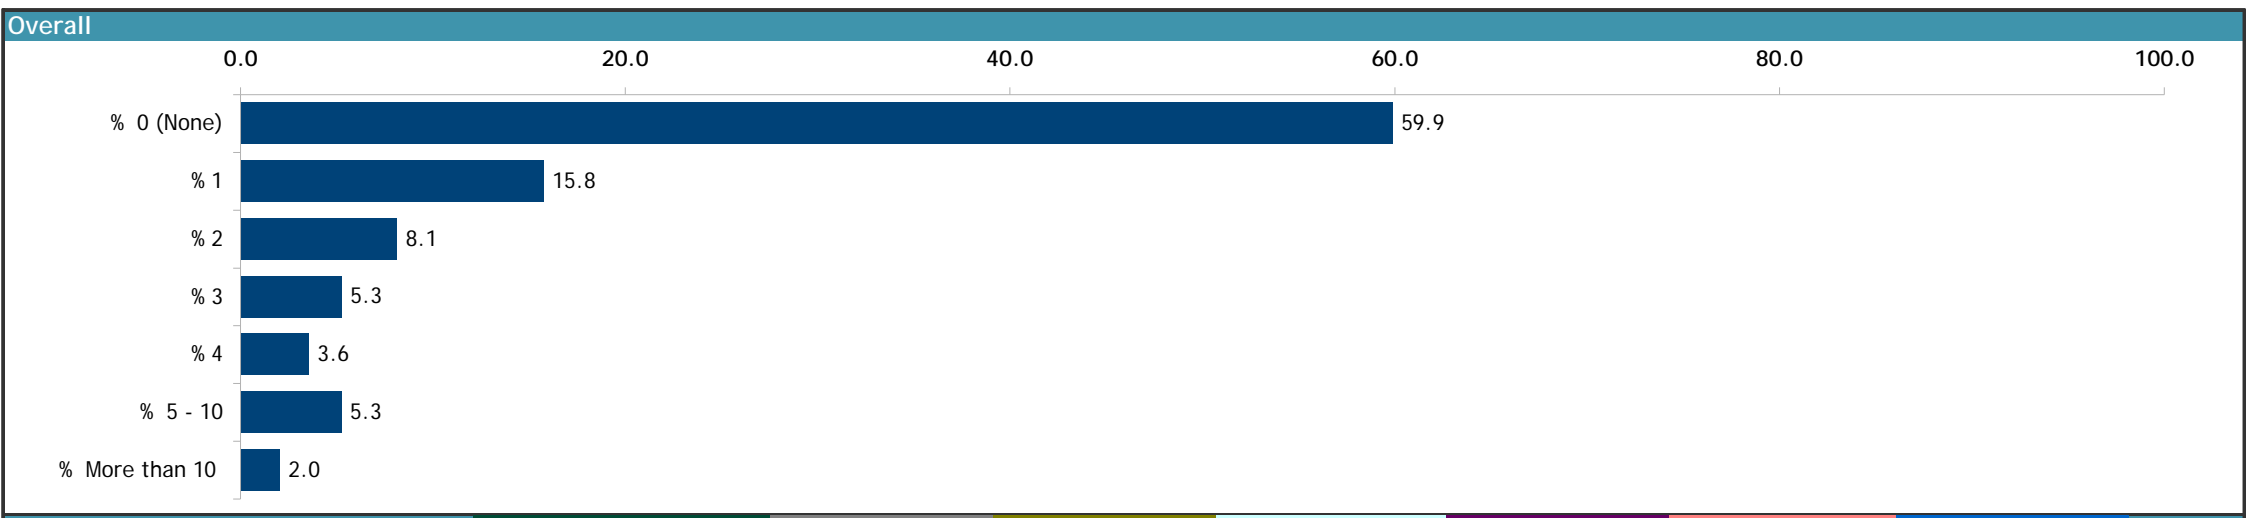 Overall
0.0 20.0 40.0 60.0 80.0 100.0
% 0 (None) 59.9
% 1 15.8
% 2 8.1
% 3 5.3
% 4 3.6
% 5 - 10 5.3
% More than 10 2.0